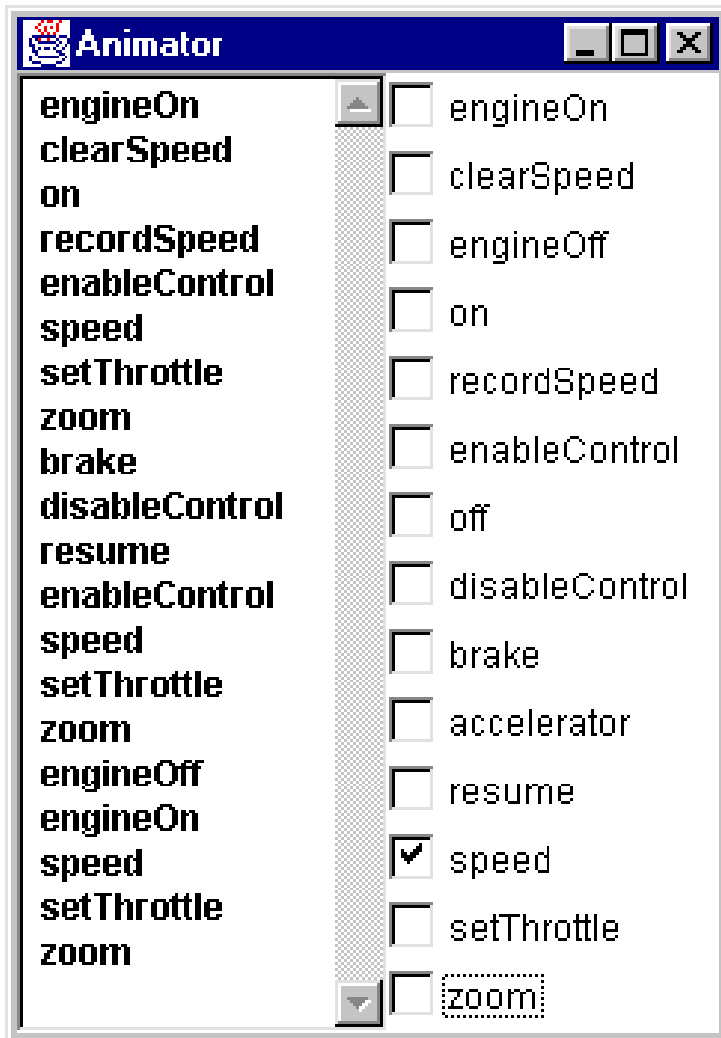 Animator
engineOn
clearSpeed
on
recordSpeed
enableControl
speed
setThrottle
zoom
brake
disableControl
resume
enableControl
speed
setThrottle
zoom
engineOff
engineOn
speed
setThrottle
zoom
engineOn
clearSpeed
engineOff
on
recordSpeed
enableControl
off
disableControl
brake
accelerator
resume
speed
setThrottle
zoom